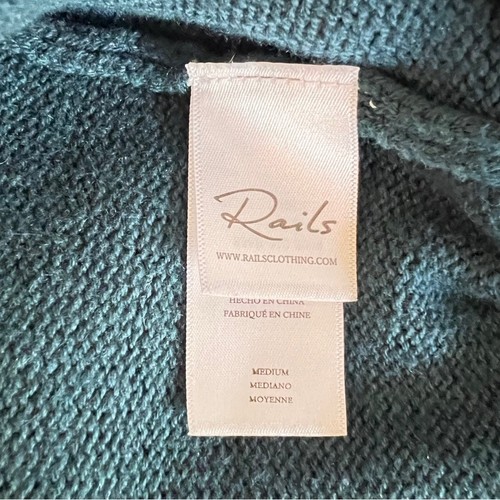 Rails
WWW.RAILSCLOTHING.COM
HECHO EN CHINA
FABRIQUÉ EN CHINE
MEDIUM
MEDIANO
MOYENNE